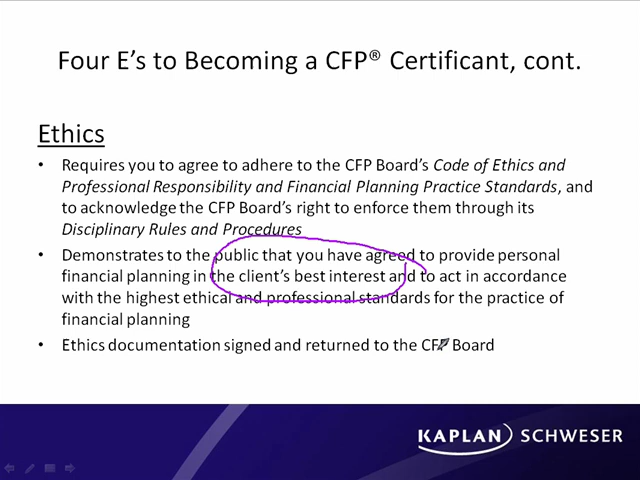 Four E's to Becoming a CFP® Certificant, cont.
Ethics
• Requires you to agree to adhere to the CFP Board's Code of Ethics and
Professional Responsibility and Financial Planning Practice Standards, and
to acknowledge the CFP Board's right to enforce them through its
Disciplinary Rules and Procedures
• Demonstrates to the public that you have agreed to provide personal
financial planning in the client's best interest and to act in accordance
with the highest ethical and professional standards for the practice of
financial planning
• Ethics documentation signed and returned to the CFP Board
KAPLAN SCHWESER